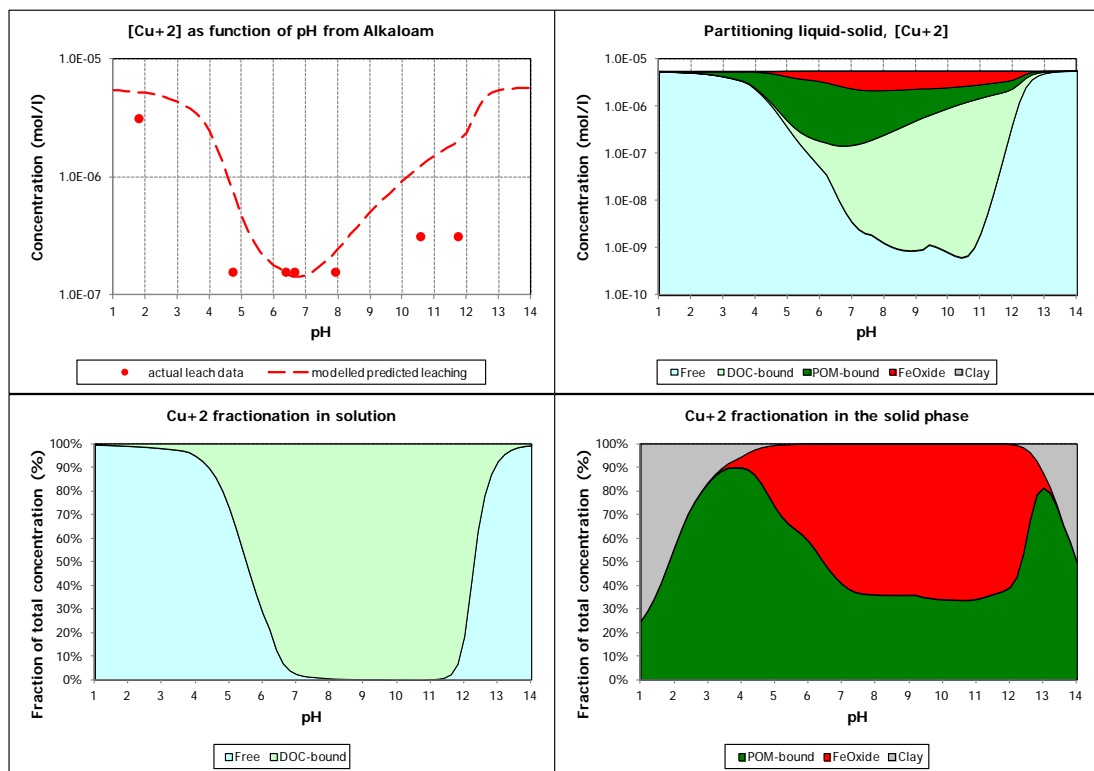 [Cu+2] as function of pH from Alkaloam
1.0E-05
1.0E-06
1.0E-07
Concentration (mol/l)
1 2 3 4 5 6 7 8 9 10 11 12 13 14
pH
actual leach data modelled predicted leaching
Partitioning liquid-solid, [Cu+2]
1.0E-05
1.0E-06
1.0E-07
1.0E-08
1.0E-09
1.0E-10
Concentration (mol/l)
1 2 3 4 5 6 7 8 9 10 11 12 13 14
pH
Free DOC-bound POM-bound FeOxide Clay
Cu+2 fractionation in solution
100%
90%
80%
70%
60%
50%
40%
30%
20%
10%
0%
Fraction of total concentration (%)
1 2 3 4 5 6 7 8 9 10 11 12 13 14
pH
Free DOC-bound
Cu+2 fractionation in the solid phase
100%
90%
80%
70%
60%
50%
40%
30%
20%
10%
0%
Fraction of total concentration (%)
1 2 3 4 5 6 7 8 9 10 11 12 13 14
pH
POM-bound FeOxide Clay